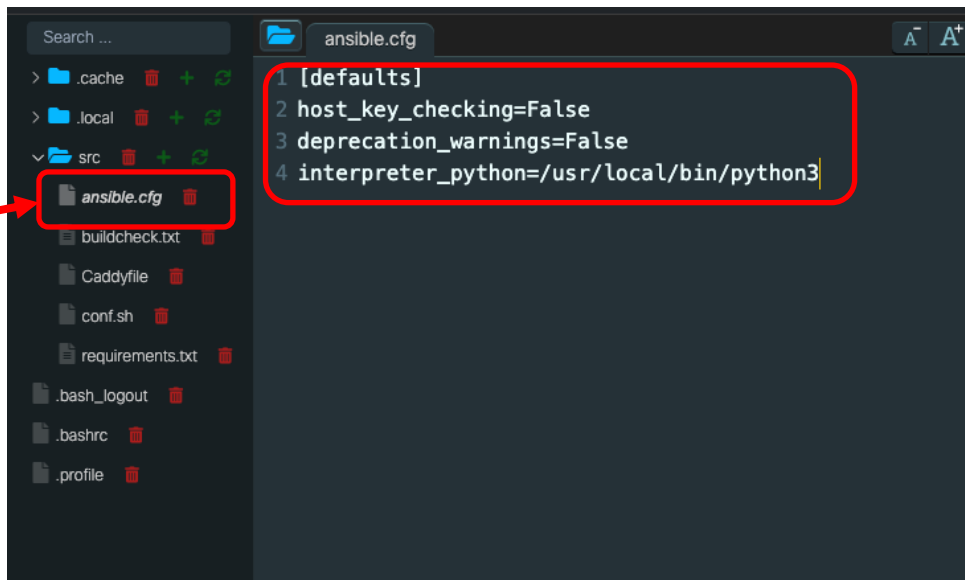 Search ...
.cache
.local
src
ansible.cfg
buildcheck.txt
Caddyfile
conf.sh
requirements.txt
.bash_logout
.bashrc
.profile
ansible.cfg
A- A+
1 [defaults]
2 host_key_checking=False
3 deprecation_warnings=False
4 interpreter_python=/usr/local/bin/python3